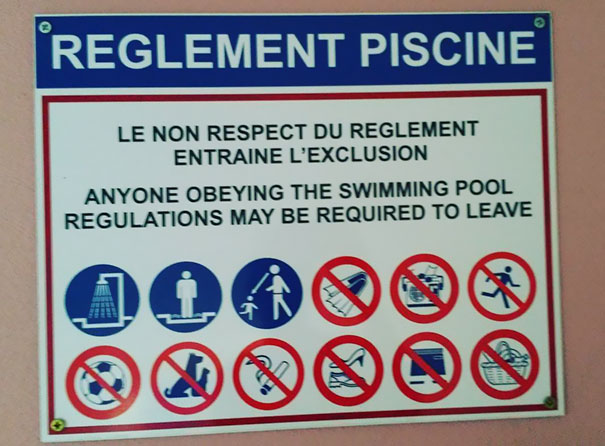 REGLEMENT PISCINE
LE NON RESPECT DU REGLEMENT
ENTRAINE L'EXCLUSION
ANYONE OBEYING THE SWIMMING POOL
REGULATIONS MAY BE REQUIRED TO LEAVE